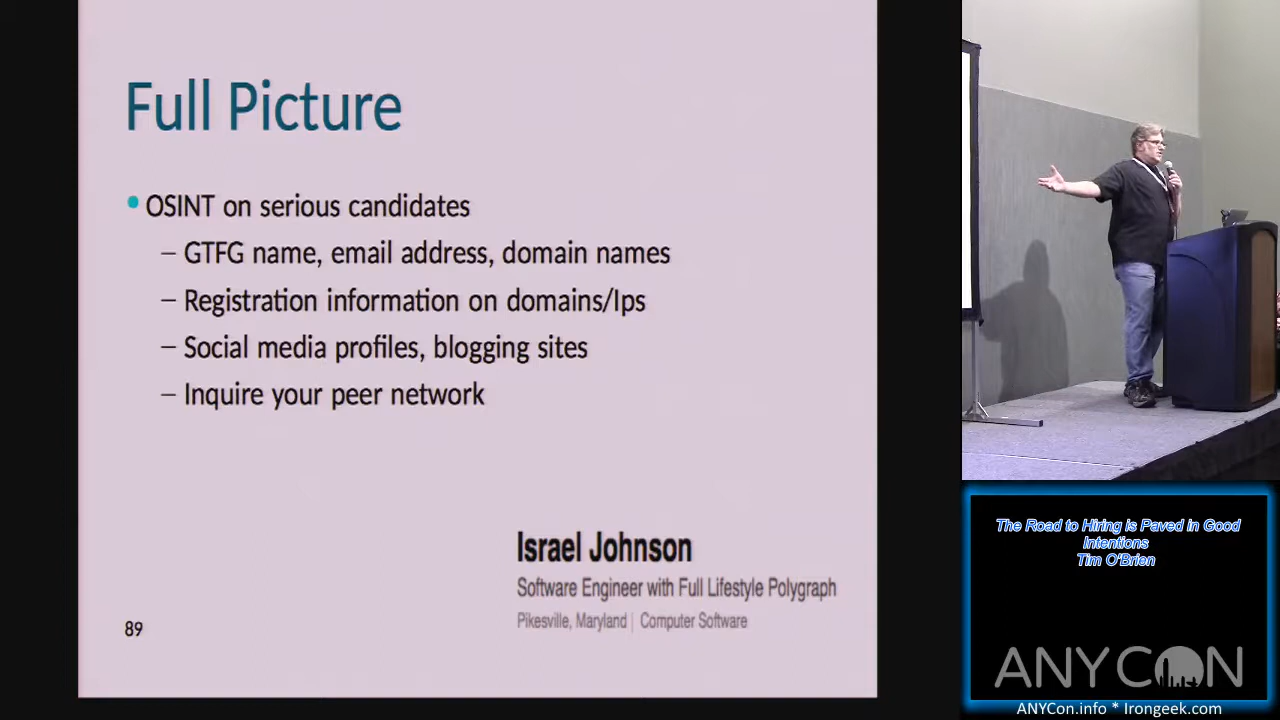 Full Picture
• OSINT on serious candidates
– GTFG name, email address, domain names
– Registration information on domains/Ips
– Social media profiles, blogging sites
– Inquire your peer network
Israel Johnson
Software Engineer with Full Lifestyle Polygraph
Pikesville, Maryland | Computer Software
89
The Road to Hiring is Paved in Good
Intentions
Tim O'Brien
ANYCON
ANYCon.info * Irongeek.com